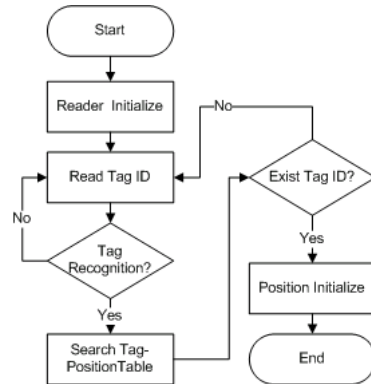 Start
Reader Initialize
Read Tag ID
No
Tag
Recognition?
Yes
Search Tag-
PositionTable
No
Exist Tag ID?
Yes
Position Initialize
End